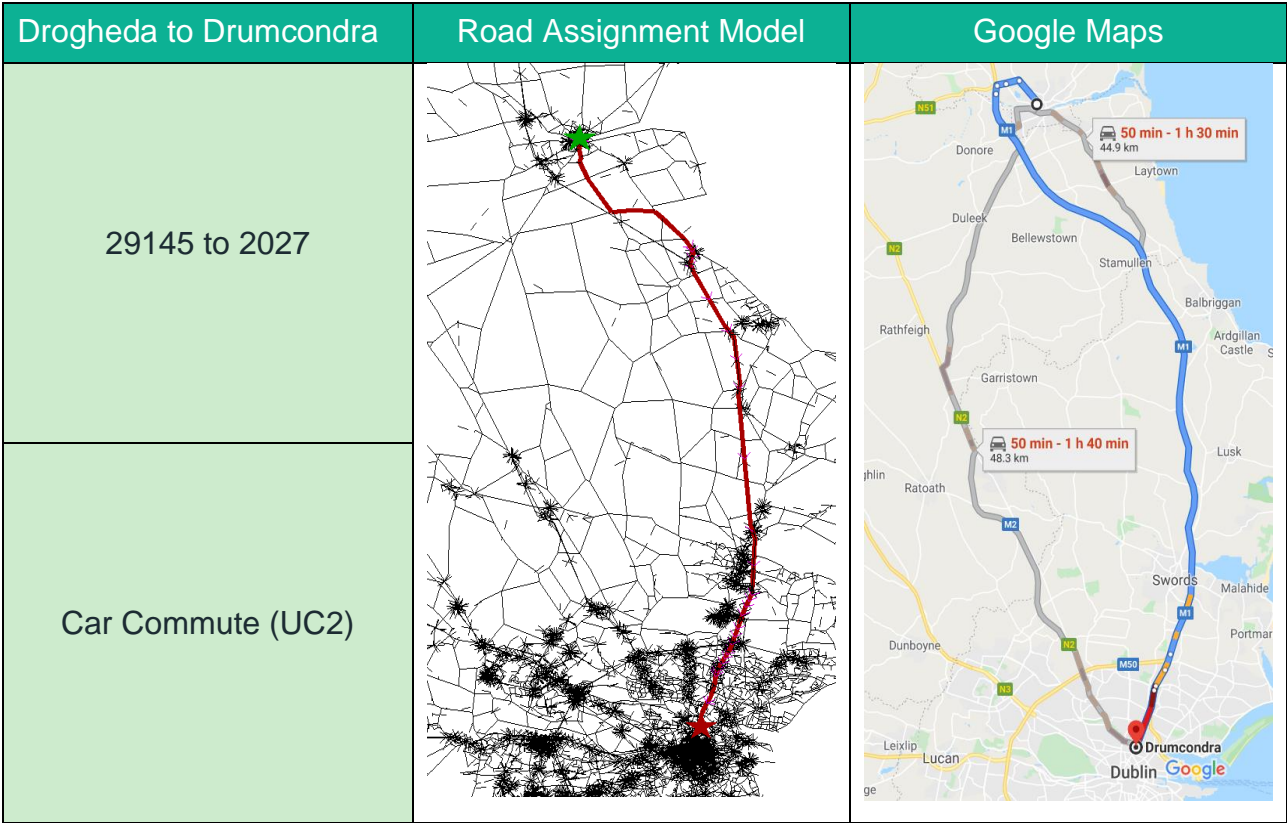 Drogheda to Drumcondra
Road Assignment Model
Google Maps
29145 to 2027
Car Commute (UC2)
N51
M1
50 min - 1 h 30 min
44.9 km
Donore
Laytown
Duleek
Bellewstown
N2
Stamullen
Balbriggan
Rathfeigh
M1
Ardgillan
Castle
S
Garristown
N2
50 min - 1 h 40 min
48.3 km
Lusk
ghlin
Ratoath
M2
Swords
Malahide
M1
Portmar
Dunboyne
N2
M50
N3
Leixlip
Lucan
Drumcondra
Dublin
Google
ge